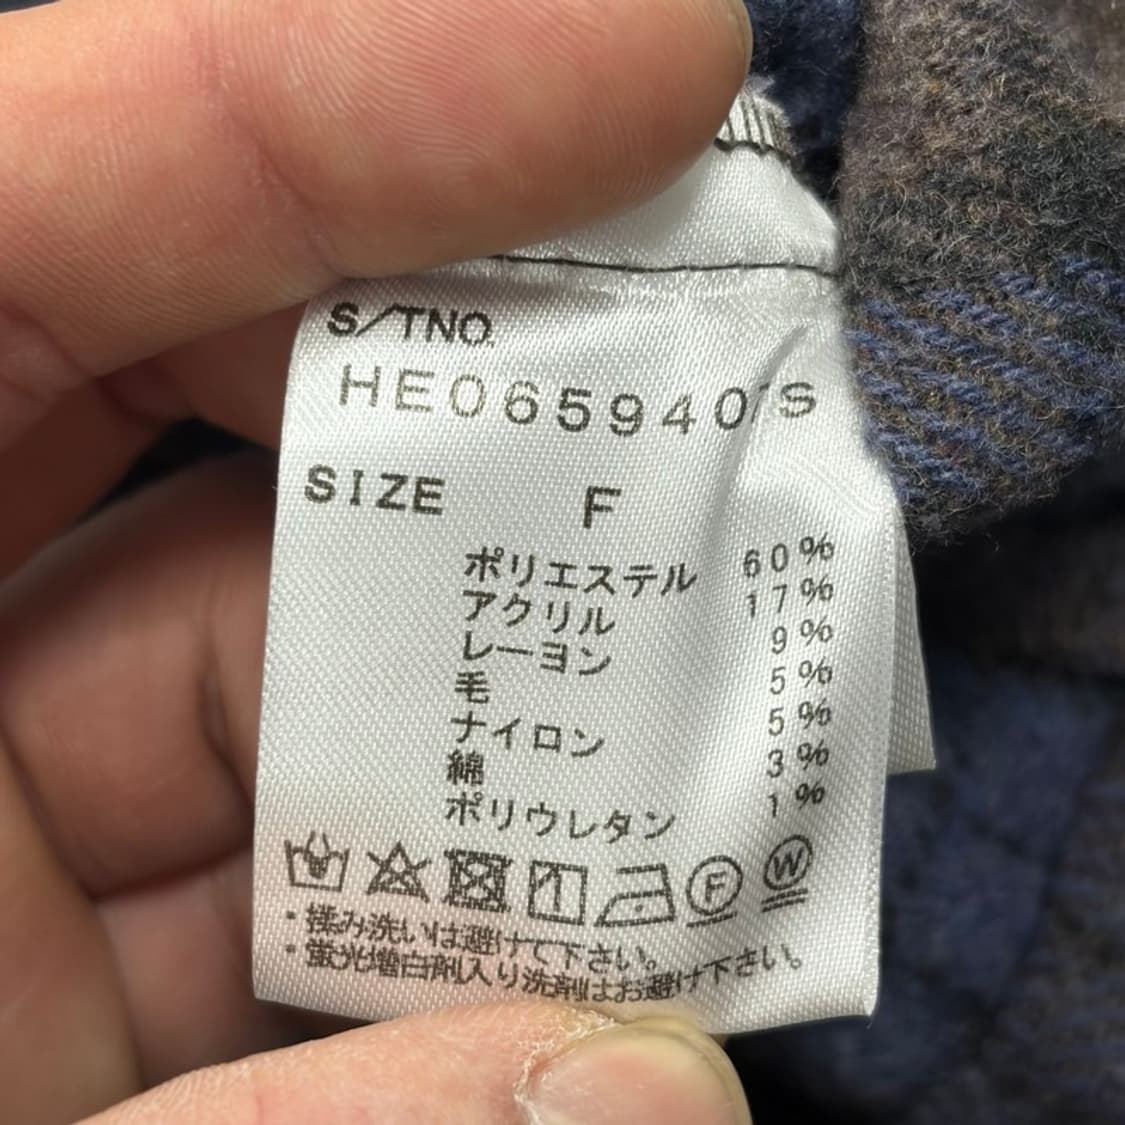 S/TNO.
HE065940 S
SIZE F
ポリエステル 60%
アクリル 17%
レーヨン 9%
毛 5%
ナイロン 5%
綿 3%
ポリウレタン 1%
F W
・揉み洗いは避けて下さい。
・蛍光増白剤入り洗剤はお避け下さい。